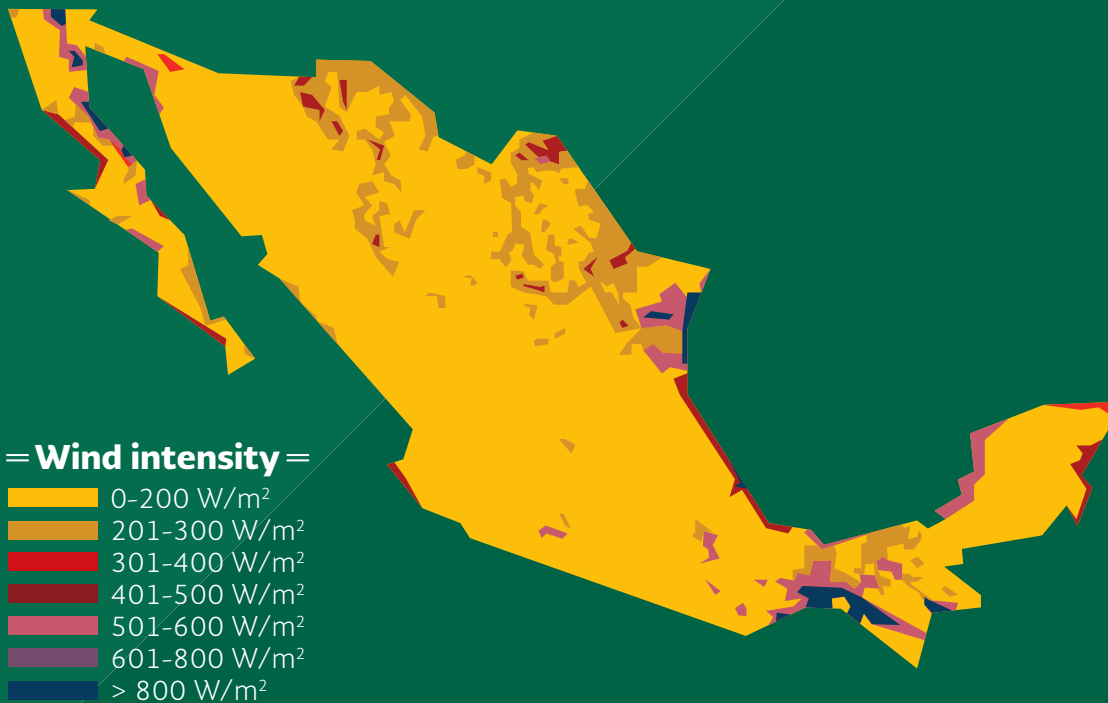 Wind intensity
0-200 W/m²
201-300 W/m²
301-400 W/m²
401-500 W/m²
501-600 W/m²
601-800 W/m²
> 800 W/m²